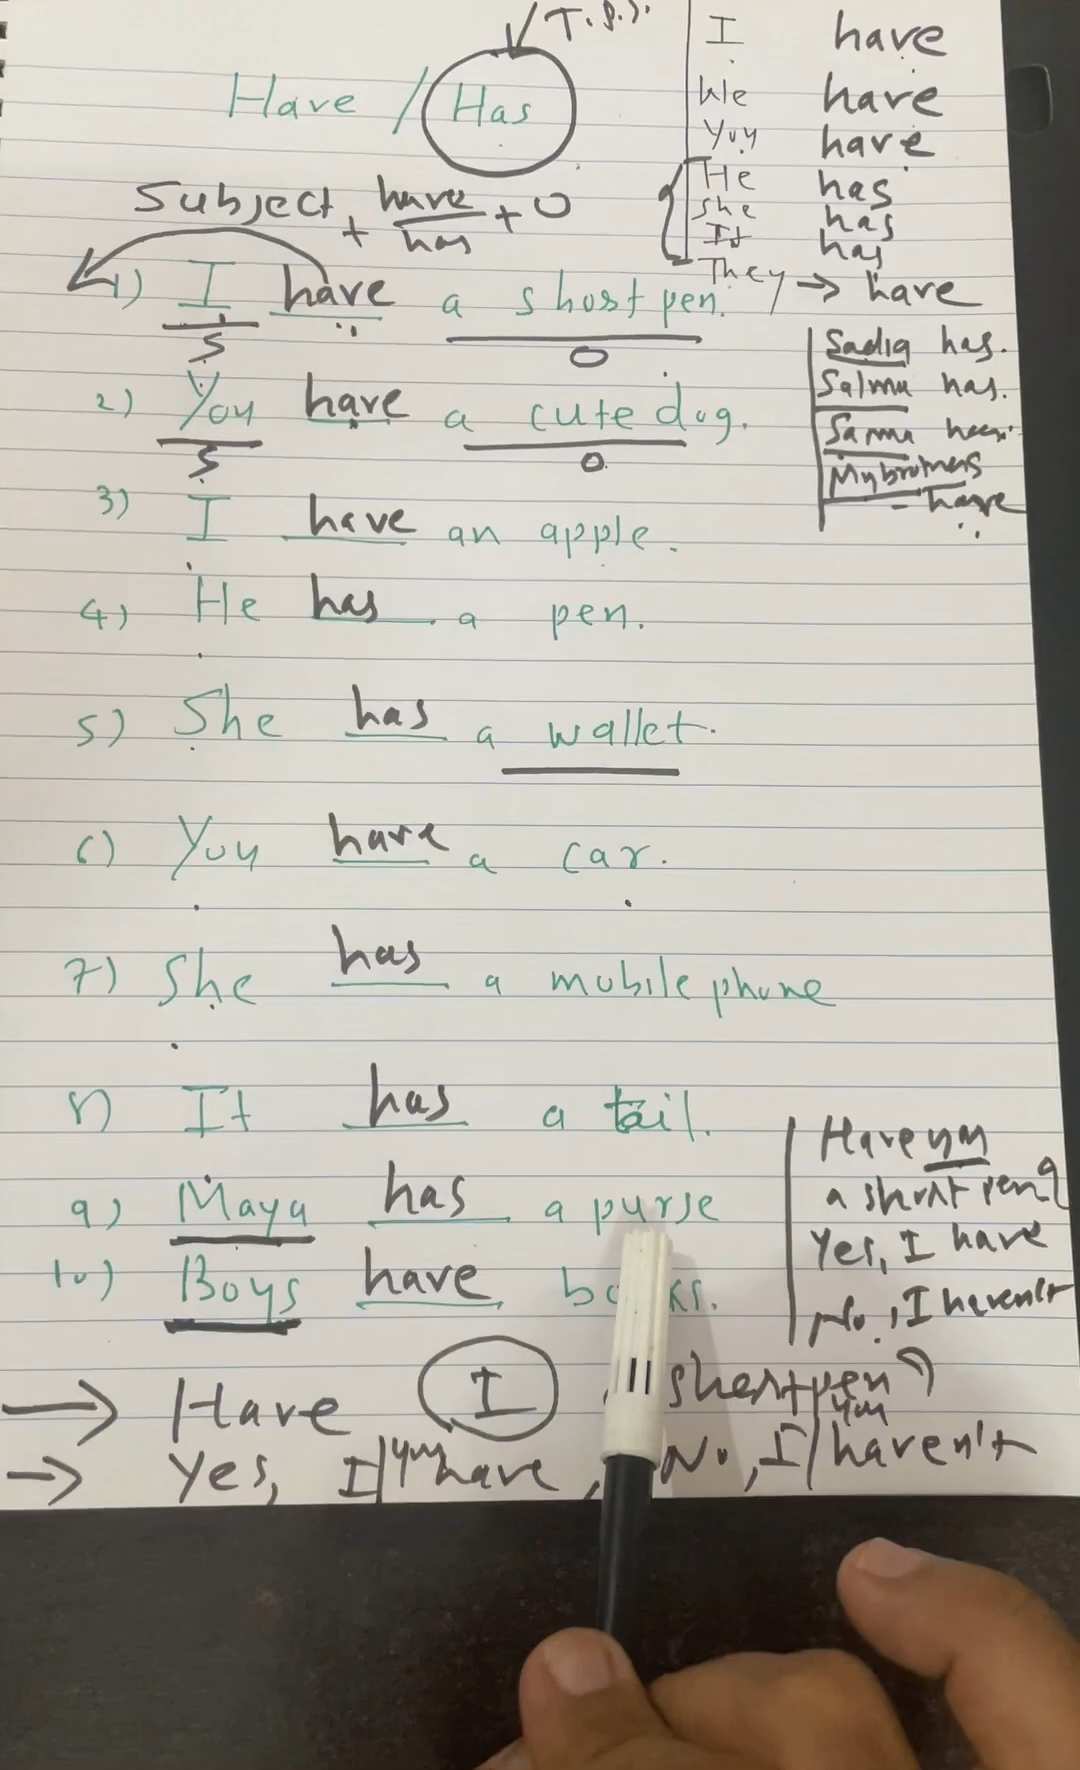 T.P.S.
Have / Has
Subject + have/has + O
I have
We have
You have
He has
She has
It has
They → have
1) I have a short pen.
S O
2) You have a cute dog.
S O
3) I have an apple.
4) He has a pen.
5) She has a wallet.
6) You have a car.
7) She has a mobile phone
8) It has a tail.
9) Maya has a purse
10) Boys have books.
Sadia has.
Salma has.
My brothers
- have
Have you
a short pen?
Yes, I have
No, I haven't
→ Have I short pen?
→ Yes, I/you have, No, I/you haven't